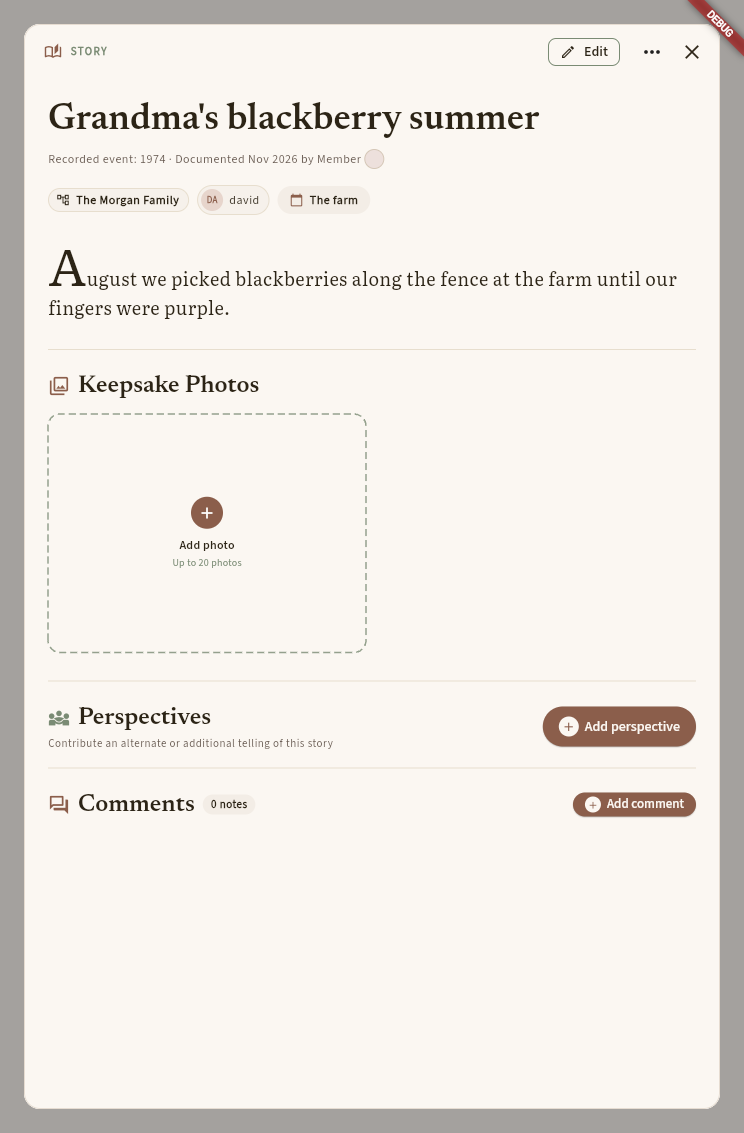 DEBUG
STORY
Edit
Grandma's blackberry summer
Recorded event: 1974 · Documented Nov 2026 by Member
The Morgan Family
DA david
The farm
August we picked blackberries along the fence at the farm until our
fingers were purple.
Keepsake Photos
Add photo
Up to 20 photos
Perspectives
Contribute an alternate or additional telling of this story
Add perspective
Comments 0 notes
Add comment